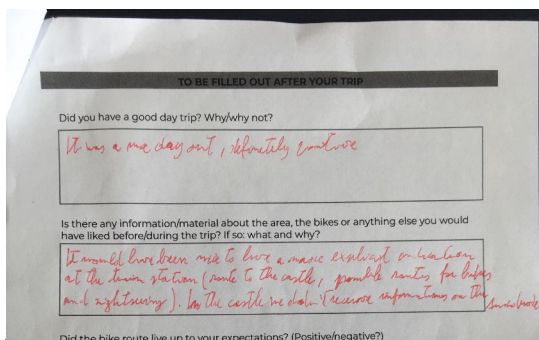 TO BE FILLED OUT AFTER YOUR TRIP
Did you have a good day trip? Why/why not?
It was a nice day out, definitely positive
Is there any information/material about the area, the bikes or anything else you would
have liked before/during the trip? If so: what and why?
It would have been nice to have a more explicit indication
at the train station (route to the castle, possible routes for bikes
and sightseeing). In the castle we didn't receive informations on the
Did the bike route live up to your expectations? (Positive/negative?)